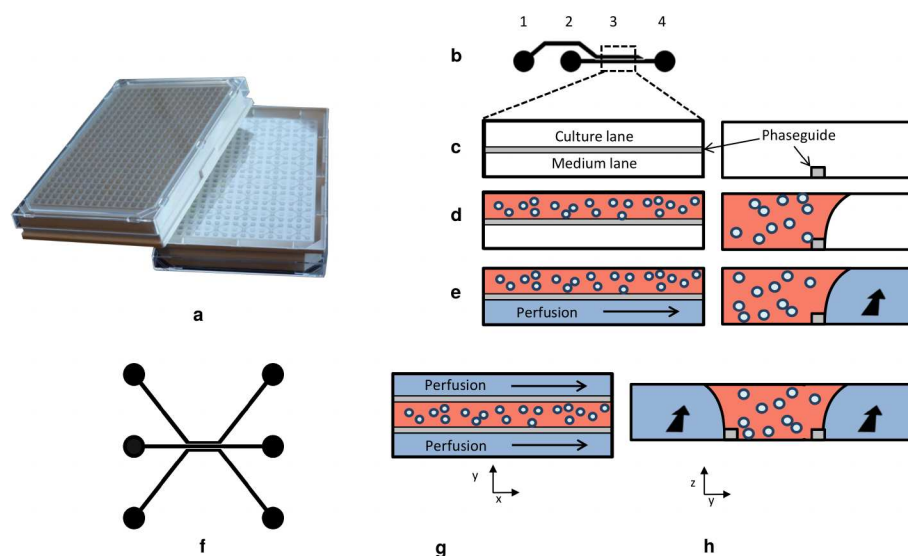 1 2 3 4
b
c
Culture lane
Medium lane
Phaseguide
d
e
Perfusion
a
Perfusion
Perfusion
y
x
z
y
f
g
h